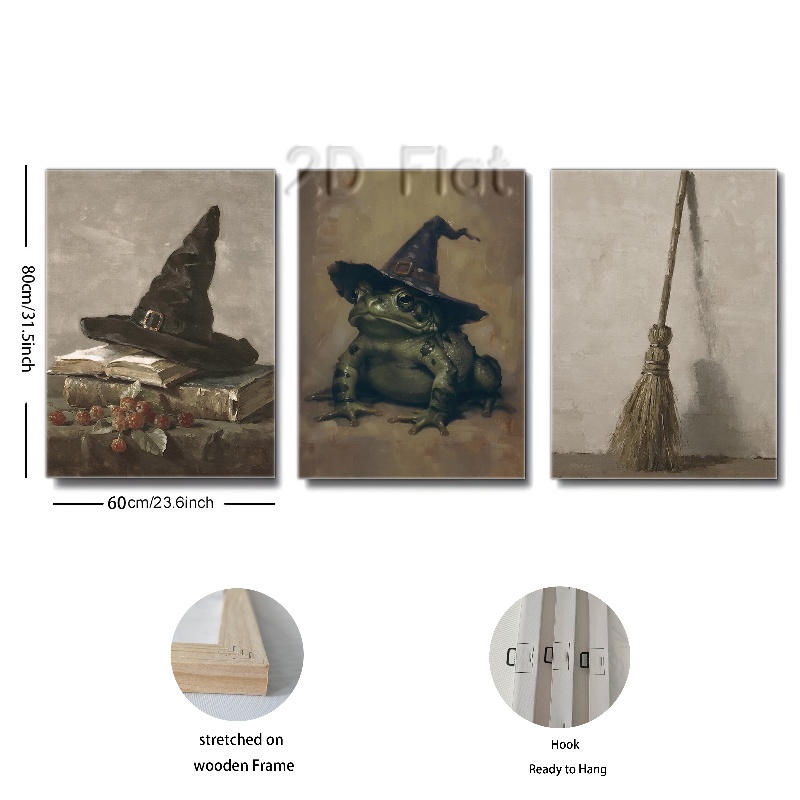 2D Flat
80cm/31.5inch
60cm/23.6inch
stretched on
wooden Frame
Hook
Ready to Hang